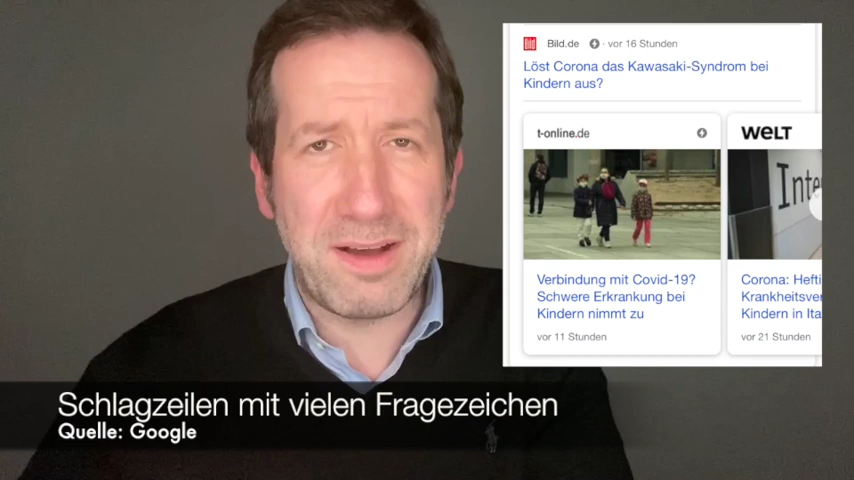 Bild
Bild.de
vor 16 Stunden
Löst Corona das Kawasaki-Syndrom bei
Kindern aus?
t-online.de
Verbindung mit Covid-19?
Schwere Erkrankung bei
Kindern nimmt zu
vor 11 Stunden
WELT
Inte
Corona: Hefti
Krankheitsver
Kindern in Ita
vor 21 Stunden
Schlagzeilen mit vielen Fragezeichen
Quelle: Google